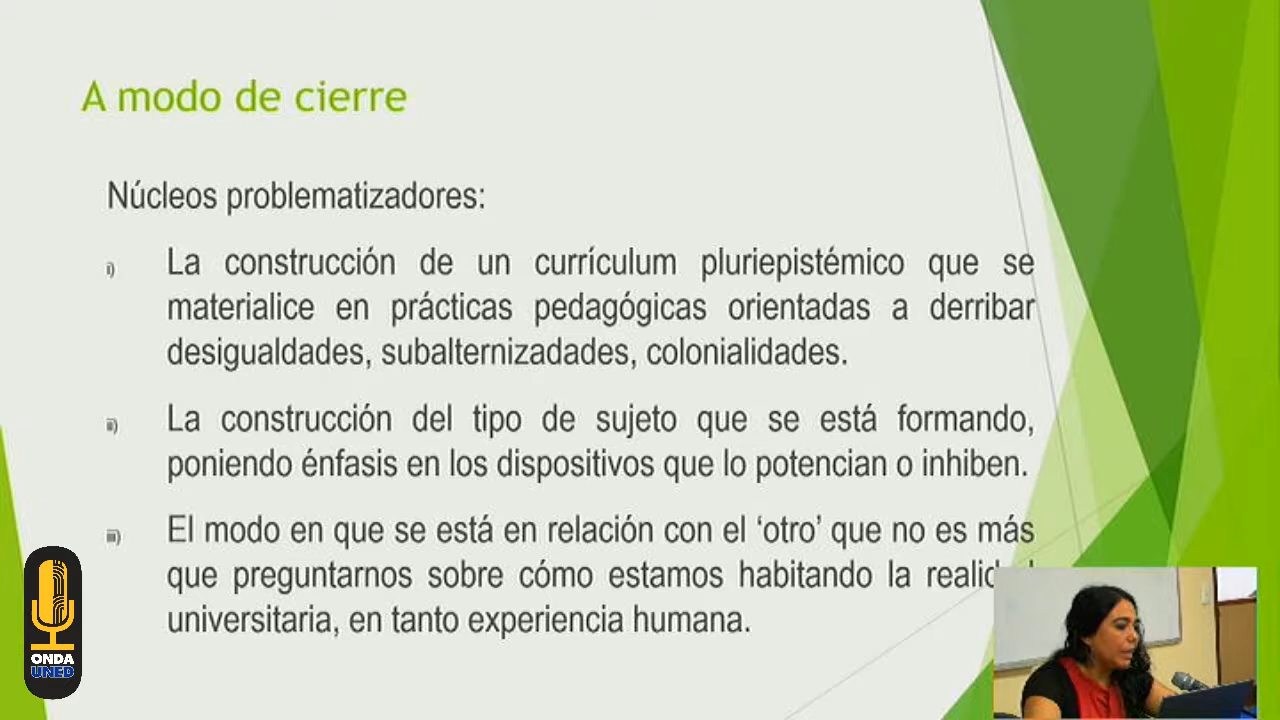 A modo de cierre
Núcleos problematizadores:
i) La construcción de un currículum pluriepistémico que se
materialice en prácticas pedagógicas orientadas a derribar
desigualdades, subalternizadades, colonialidades.
ii) La construcción del tipo de sujeto que se está formando,
poniendo énfasis en los dispositivos que lo potencian o inhiben.
iii) El modo en que se está en relación con el ‘otro’ que no es más
que preguntarnos sobre cómo estamos habitando la realidad
universitaria, en tanto experiencia humana.
ONDA
UNED